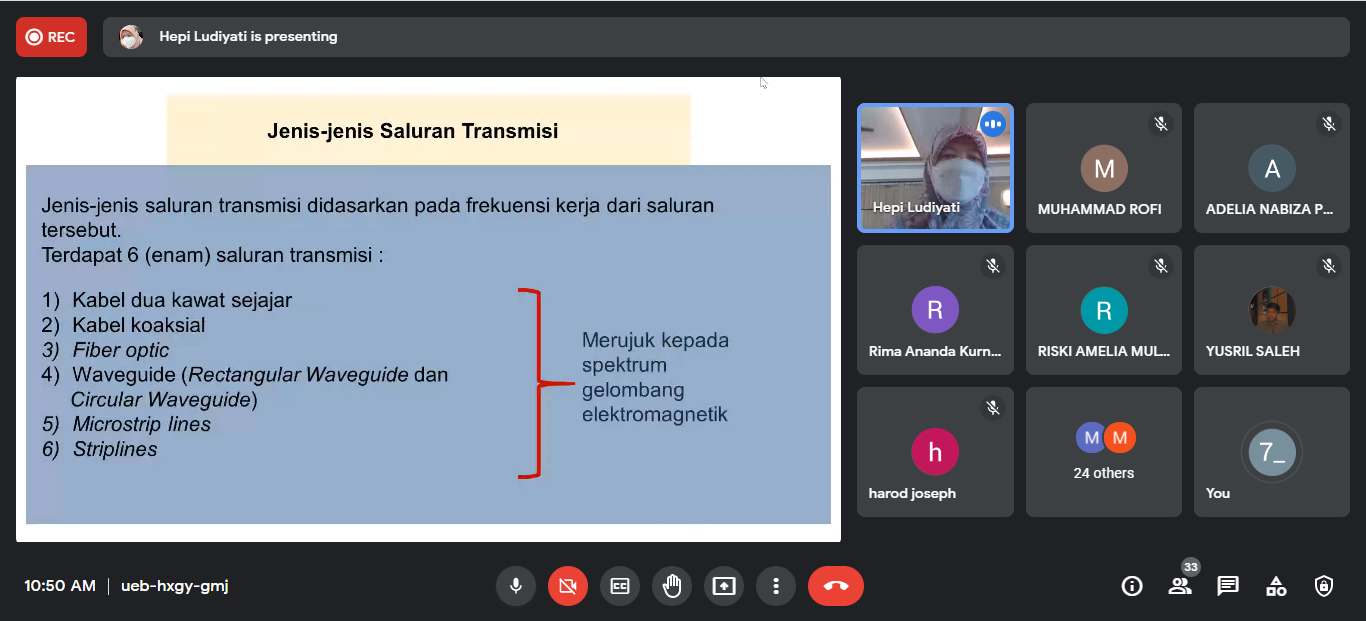 REC
Hepi Ludiyati is presenting
Jenis-jenis Saluran Transmisi
Jenis-jenis saluran transmisi didasarkan pada frekuensi kerja dari saluran
tersebut.
Terdapat 6 (enam) saluran transmisi :
1) Kabel dua kawat sejajar
2) Kabel koaksial
3) Fiber optic
4) Waveguide (Rectangular Waveguide dan
Circular Waveguide)
5) Microstrip lines
6) Striplines
Merujuk kepada
spektrum
gelombang
elektromagnetik
Hepi Ludiyati
M
MUHAMMAD ROFI
A
ADELIA NABIZA P...
R
Rima Ananda Kurn...
R
RISKI AMELIA MUL...
YUSRIL SALEH
h
harod joseph
M M
24 others
7_
You
10:50 AM | ueb-hxgy-gmj
CC
33